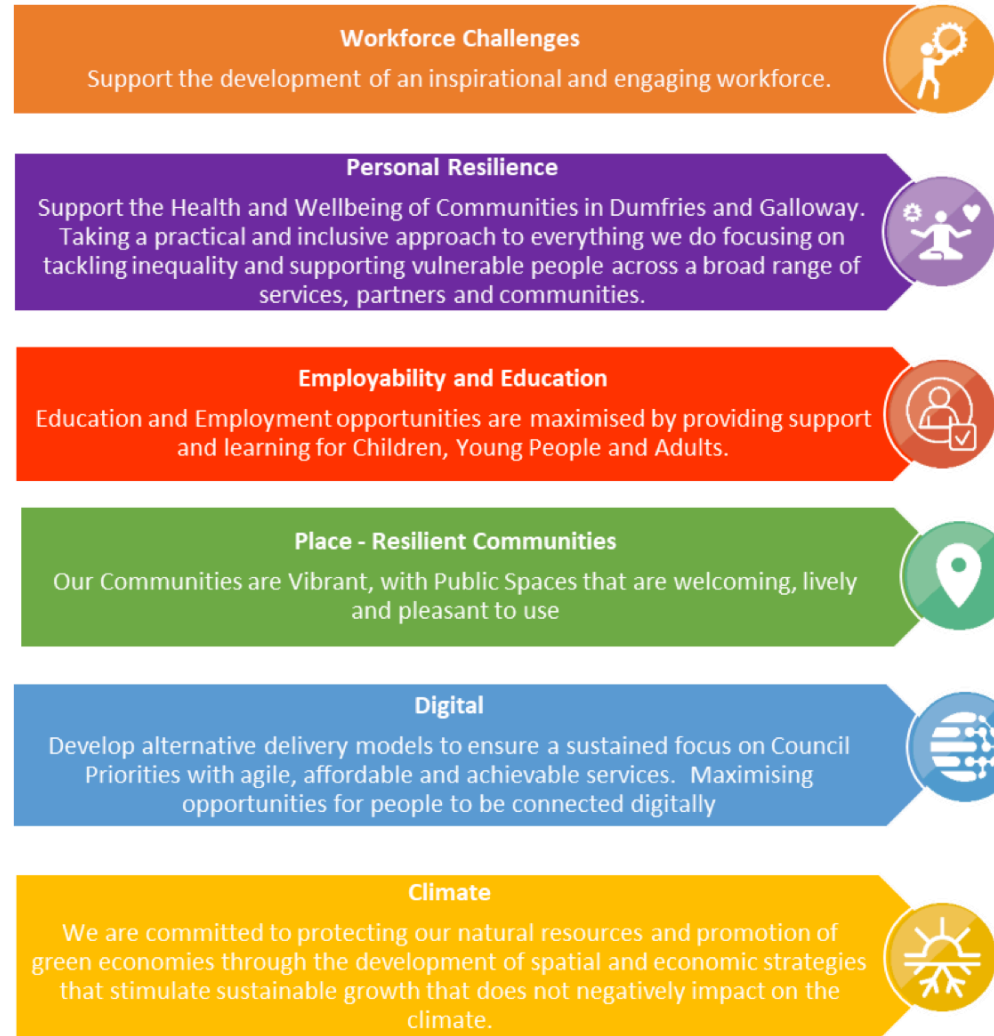 Workforce Challenges
Support the development of an inspirational and engaging workforce.
Personal Resilience
Support the Health and Wellbeing of Communities in Dumfries and Galloway.
Taking a practical and inclusive approach to everything we do focusing on
tackling inequality and supporting vulnerable people across a broad range of
services, partners and communities.
Employability and Education
Education and Employment opportunities are maximised by providing support
and learning for Children, Young People and Adults.
Place - Resilient Communities
Our Communities are Vibrant, with Public Spaces that are welcoming, lively
and pleasant to use
Digital
Develop alternative delivery models to ensure a sustained focus on Council
Priorities with agile, affordable and achievable services.  Maximising
opportunities for people to be connected digitally
Climate
We are committed to protecting our natural resources and promotion of
green economies through the development of spatial and economic strategies
that stimulate sustainable growth that does not negatively impact on the
climate.